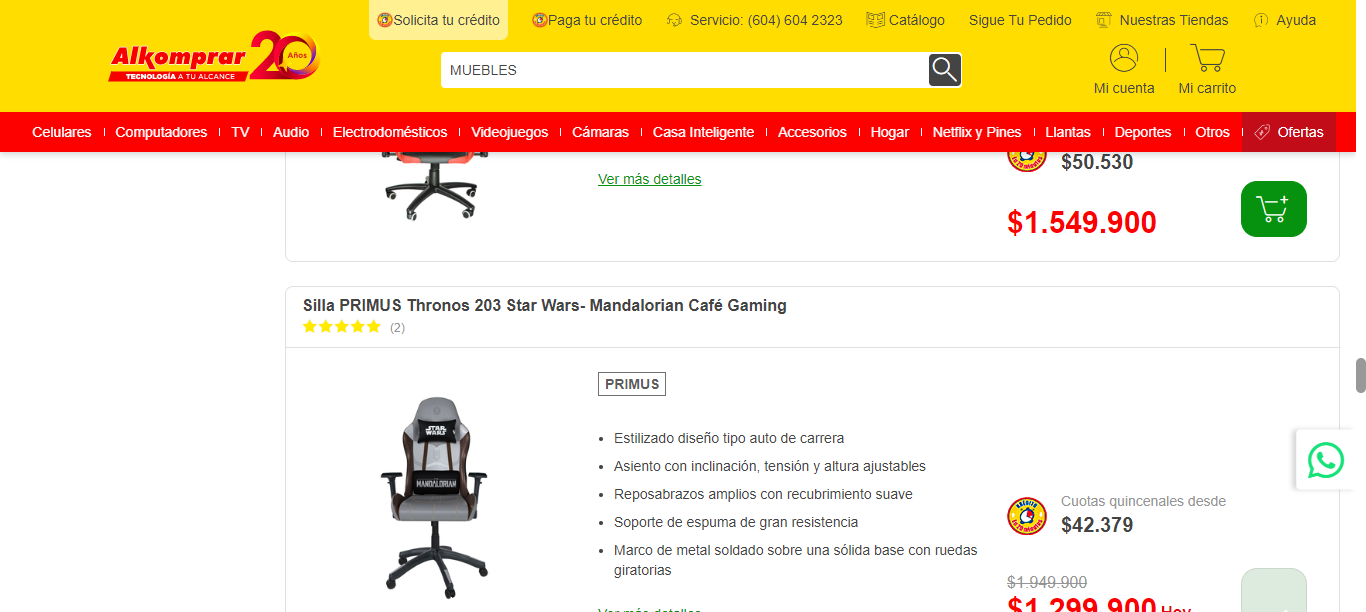 Solicita tu crédito
Paga tu crédito
Servicio: (604) 604 2323
Catálogo
Sigue Tu Pedido
Nuestras Tiendas
Ayuda
Alkomprar 20 Años
TECNOLOGÍA A TU ALCANCE
MUEBLES
Mi cuenta
Mi carrito
Celulares
Computadores
TV
Audio
Electrodomésticos
Videojuegos
Cámaras
Casa Inteligente
Accesorios
Hogar
Netflix y Pines
Llantas
Deportes
Otros
Ofertas
Ver más detalles
$50.530
$1.549.900
Silla PRIMUS Thronos 203 Star Wars- Mandalorian Café Gaming
(2)
PRIMUS
STAR WARS
MANDALORIAN
Estilizado diseño tipo auto de carrera
Asiento con inclinación, tensión y altura ajustables
Reposabrazos amplios con recubrimiento suave
Soporte de espuma de gran resistencia
Marco de metal soldado sobre una sólida base con ruedas
giratorias
Ver más detalles
Cuotas quincenales desde
$42.379
$1.949.900
$1.299.900 Hoy